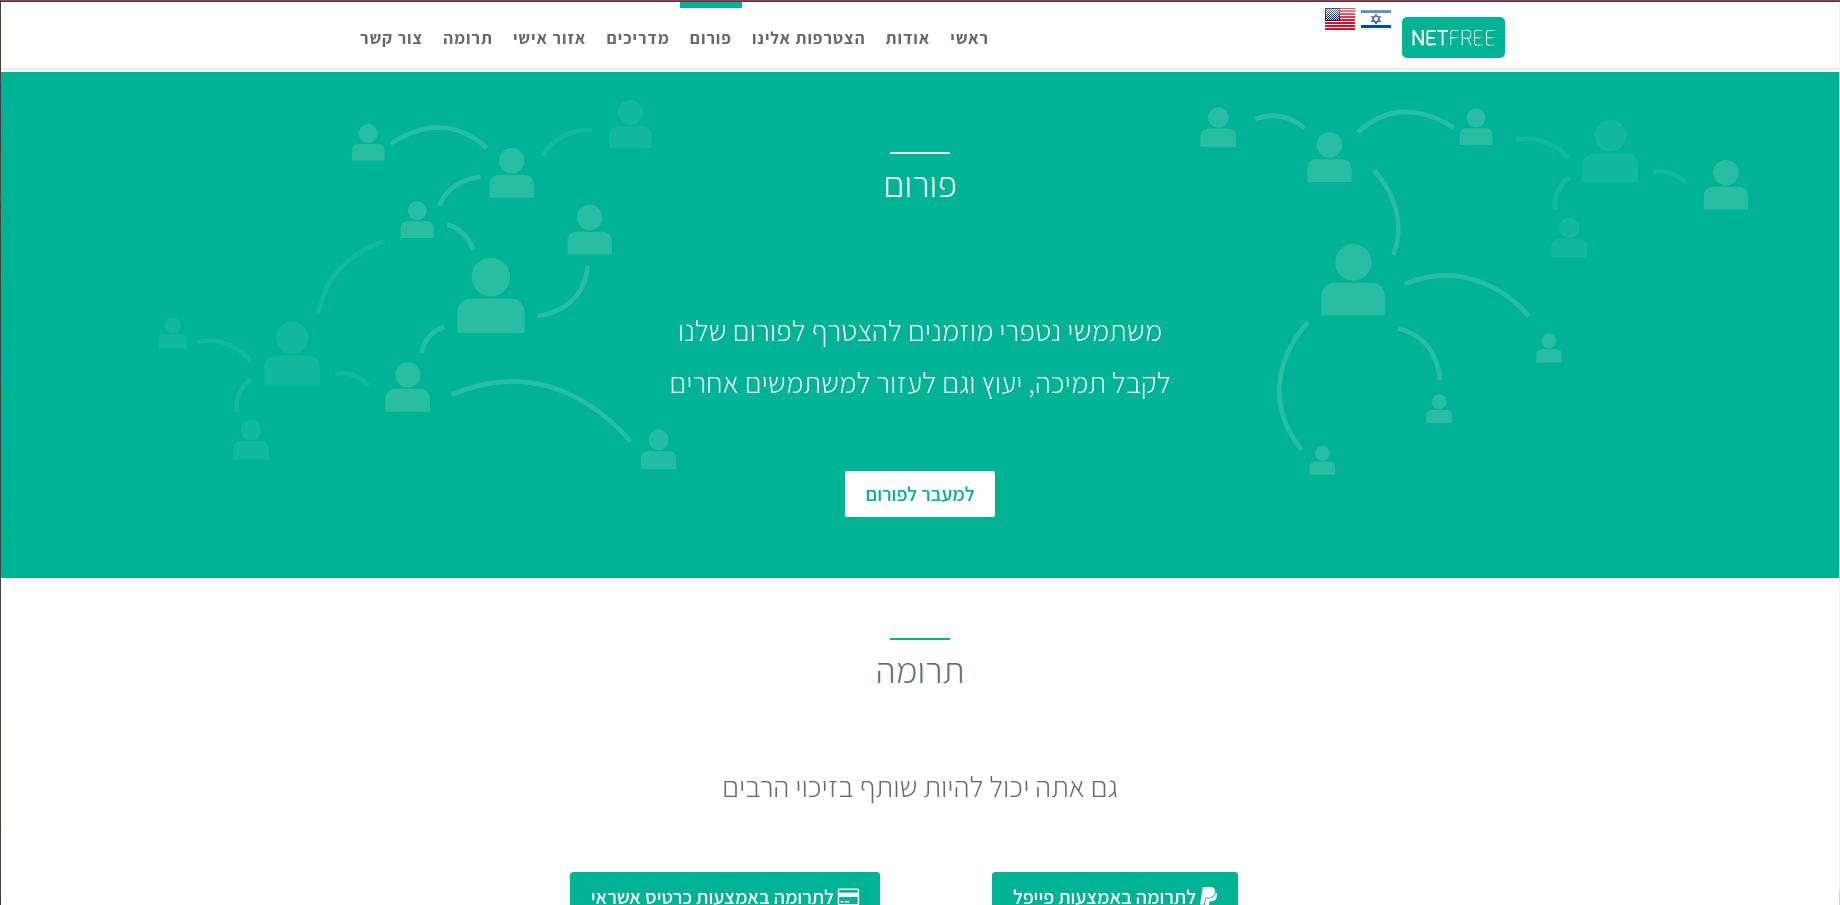 NETFREE
ראשי אודות הצטרפות אלינו פורום מדריכים אזור אישי תרומה צור קשר
פורום
משתמשי נטפרי מוזמנים להצטרף לפורום שלנו
לקבל תמיכה, יעוץ וגם לעזור למשתמשים אחרים
למעבר לפורום
תרומה
גם אתה יכול להיות שותף בזיכוי הרבים
לתרומה באמצעות פייפל
לתרומה באמצעות כרטיס אשראי